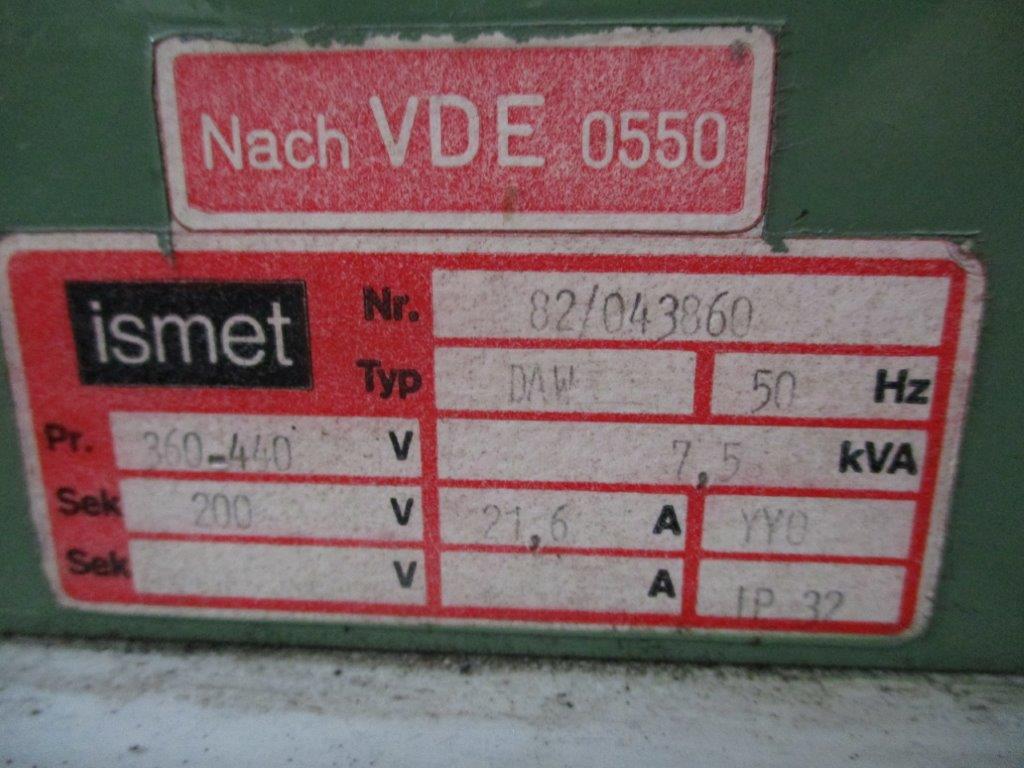 Nach VDE 0550
ismet
Nr. 82/043860
Typ DAW 50 Hz
Pr. 360-440 V 7,5 kVA
Sek 200 V 21,6 A YYO
Sek V A IP 32